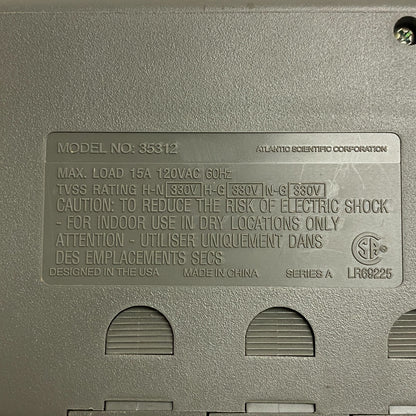 MODEL NO: 35312 ATLANTIC SCIENTIFIC CORPORATION
MAX. LOAD 15A 120VAC 60Hz
TVSS RATING H-N 330V H-G 330V N-G 330V
CAUTION: TO REDUCE THE RISK OF ELECTRIC SHOCK
- FOR INDOOR USE IN DRY LOCATIONS ONLY
ATTENTION - UTILISER UNIQUEMENT DANS
DES EMPLACEMENTS SECS
DESIGNED IN THE USA MADE IN CHINA SERIES A LR69225